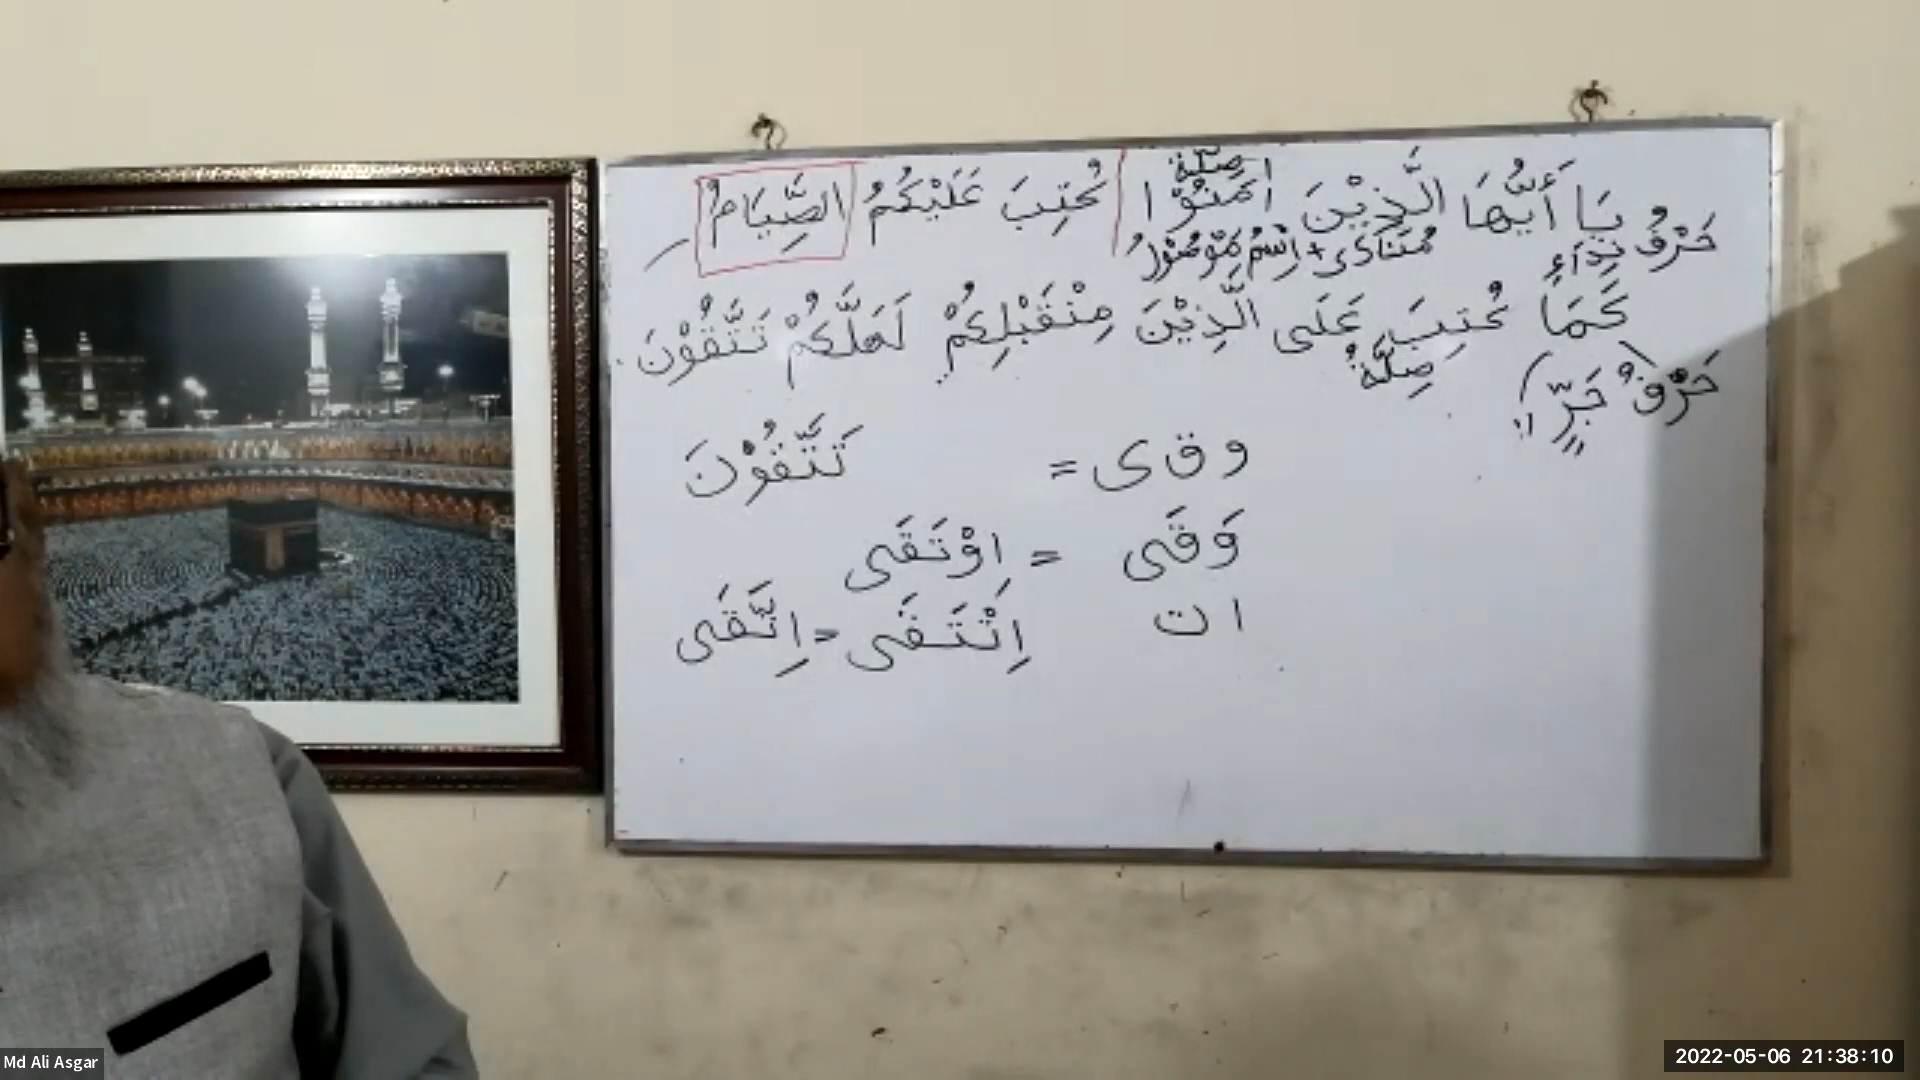 يَا أَيُّهَا الَّذِيْنَ اٰمَنُوْا كُتِبَ عَلَيْكُمُ الصِّيَامُ
صِلَةٌ
حَرْفُ نِدَاءٍ مُنَادٰى + اِسْمُ مَوْصُوْلُ
كَمَا كُتِبَ عَلَى الَّذِيْنَ مِنْقَبْلِكُمْ لَعَلَّكُمْ تَتَّقُوْنَ
حَرْفُ جَرٍّ صِلَةٌ
و ق ى = تَتَّقُوْنَ
وَقَى = اِوْتَقَى
ا ت اِتْتَقَى = اِتَّقَى
Md Ali Asgar
2022-05-06 21:38:10